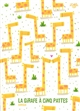 LA GIRAFE À CINQ PATTES